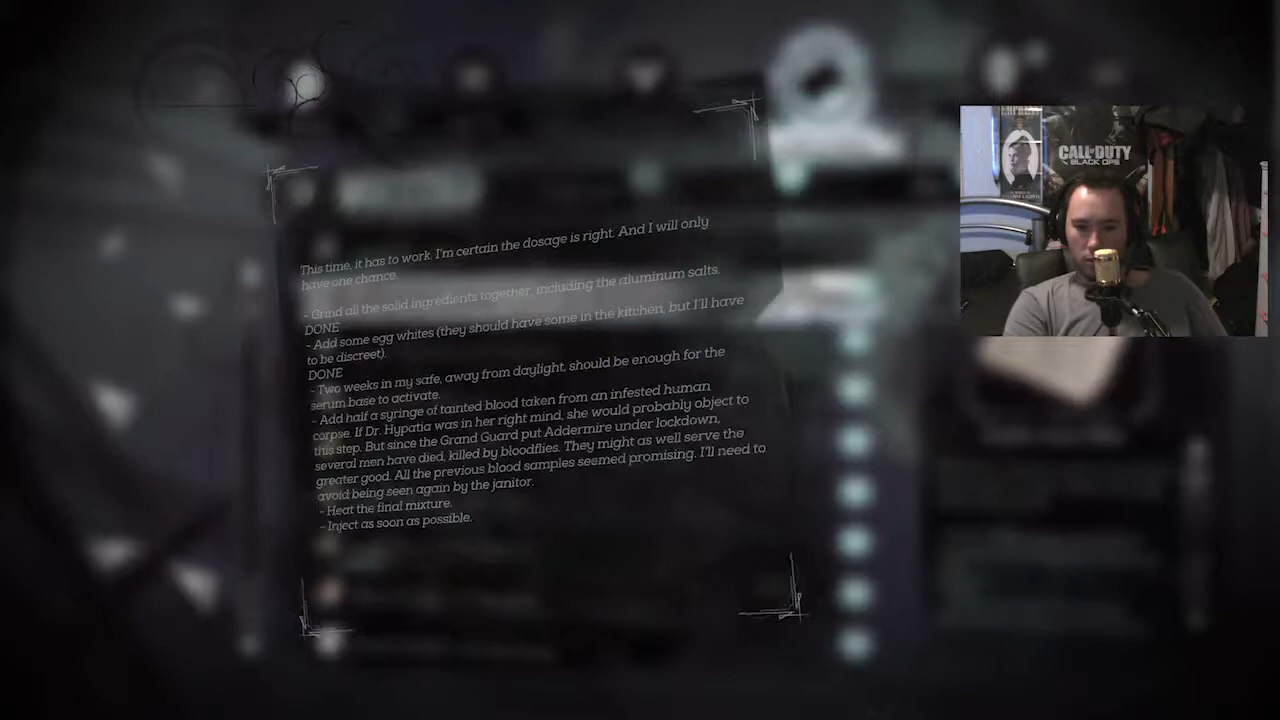 This time, it has to work. I'm certain the dosage is right. And I will only
have one chance.
- Grind all the solid ingredients together, including the aluminum salts.
DONE
- Add some egg whites (they should have some in the kitchen, but I'll have
to be discreet).
DONE
- Two weeks in my safe, away from daylight, should be enough for the
serum base to activate.
- Add half a syringe of tainted blood taken from an infested human
corpse. If Dr. Hypatia was in her right mind, she would probably object to
this step. But since the Grand Guard put Addermire under lockdown,
several men have died, killed by bloodflies. They might as well serve the
greater good. All the previous blood samples seemed promising. I'll need to
avoid being seen again by the janitor.
- Heat the final mixture.
- Inject as soon as possible.
CALL OF DUTY
BLACK OPS